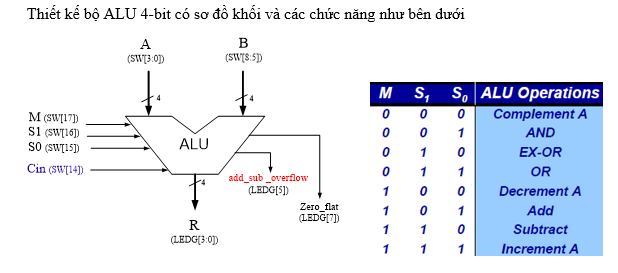 Thiết kế bộ ALU 4-bit có sơ đồ khối và các chức năng như bên dưới
A
(SW[3:0])
B
(SW[8:5])
4
4
M (SW[17])
S1 (SW[16])
S0 (SW[15])
Cin (SW[14])
ALU
4
add_sub _overflow
(LEDG[5])
Zero_flat
(LEDG[7])
R
(LEDG[3:0])
M S1 S0 ALU Operations
0 0 0 Complement A
0 0 1 AND
0 1 0 EX-OR
0 1 1 OR
1 0 0 Decrement A
1 0 1 Add
1 1 0 Subtract
1 1 1 Increment A